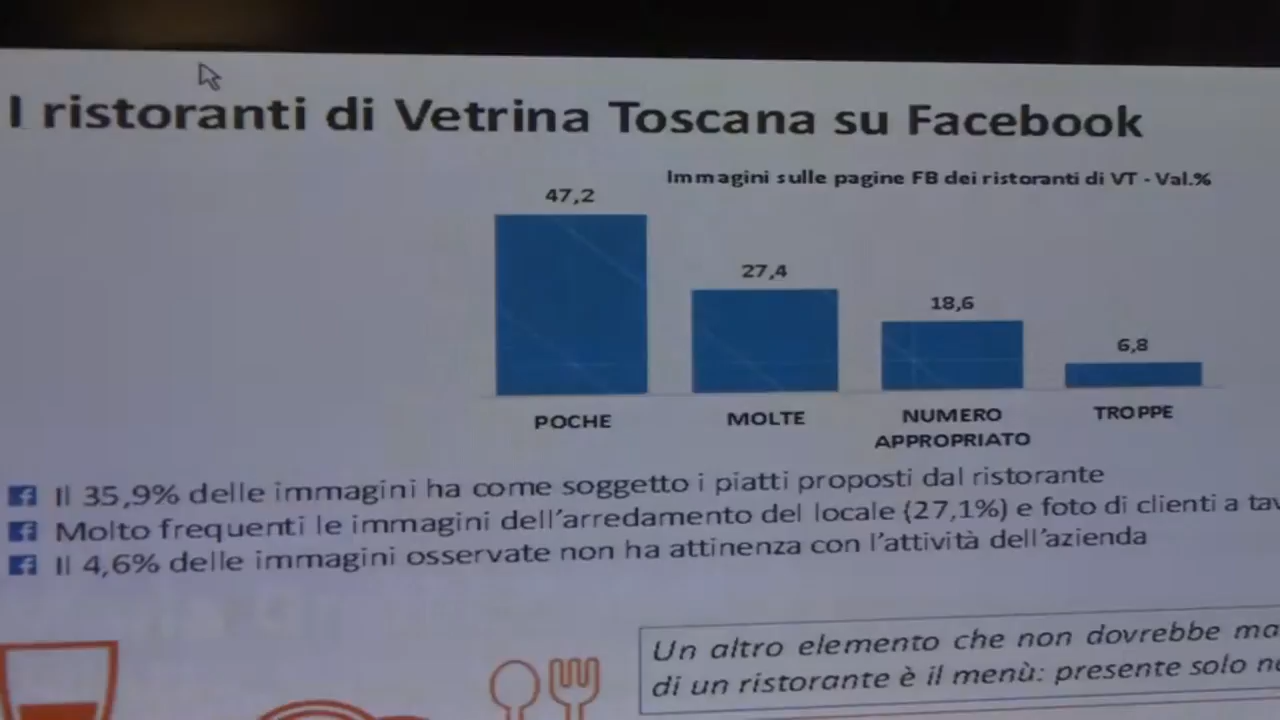 I ristoranti di Vetrina Toscana su Facebook
Immagini sulle pagine FB dei ristoranti di VT - Val.%
47,2
27,4
18,6
6,8
POCHE
MOLTE
NUMERO
APPROPRIATO
TROPPE
Il 35,9% delle immagini ha come soggetto i piatti proposti dal ristorante
Molto frequenti le immagini dell'arredamento del locale (27,1%) e foto di clienti a
Il 4,6% delle immagini osservate non ha attinenza con l'attività dell'azienda
Un altro elemento che non dovrebbe
di un ristorante è il menù: presente solo